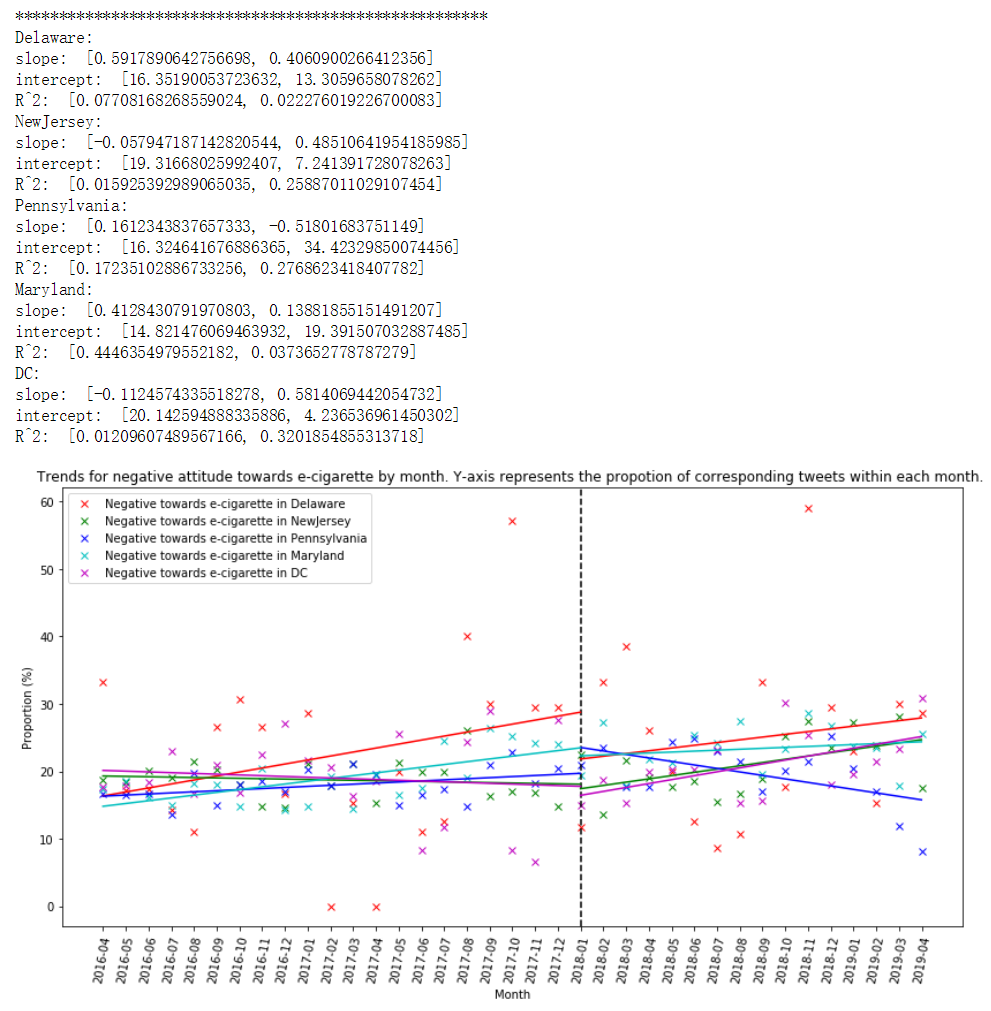 ******************************************************
Delaware:
slope:  [0.5917890642756698, 0.4060900266412356]
intercept:  [16.35190053723632, 13.3059658078262]
R^2:  [0.07708168268559024, 0.022276019226700083]
NewJersey:
slope:  [-0.057947187142820544, 0.48510641954185985]
intercept:  [19.31668025992407, 7.241391728078263]
R^2:  [0.015925392989065035, 0.25887011029107454]
Pennsylvania:
slope:  [0.1612343837657333, -0.51801683751149]
intercept:  [16.324641676886365, 34.42329850074456]
R^2:  [0.17235102886733256, 0.2768623418407782]
Maryland:
slope:  [0.4128430791970803, 0.13881855151491207]
intercept:  [14.821476069463932, 19.391507032887485]
R^2:  [0.4446354979552182, 0.0373652778787279]
DC:
slope:  [-0.1124574335518278, 0.5814069442054732]
intercept:  [20.142594888335886, 4.236536961450302]
R^2:  [0.01209607489567166, 0.3201854855313718]
Trends for negative attitude towards e-cigarette by month. Y-axis represents the propotion of corresponding tweets within each month.
Negative towards e-cigarette in Delaware
Negative towards e-cigarette in NewJersey
Negative towards e-cigarette in Pennsylvania
Negative towards e-cigarette in Maryland
Negative towards e-cigarette in DC
Proportion (%)
60
50
40
30
20
10
0
2016-04
2016-05
2016-06
2016-07
2016-08
2016-09
2016-10
2016-11
2016-12
2017-01
2017-02
2017-03
2017-04
2017-05
2017-06
2017-07
2017-08
2017-09
2017-10
2017-11
2017-12
2018-01
2018-02
2018-03
2018-04
2018-05
2018-06
2018-07
2018-08
2018-09
2018-10
2018-11
2018-12
2019-01
2019-02
2019-03
2019-04
Month